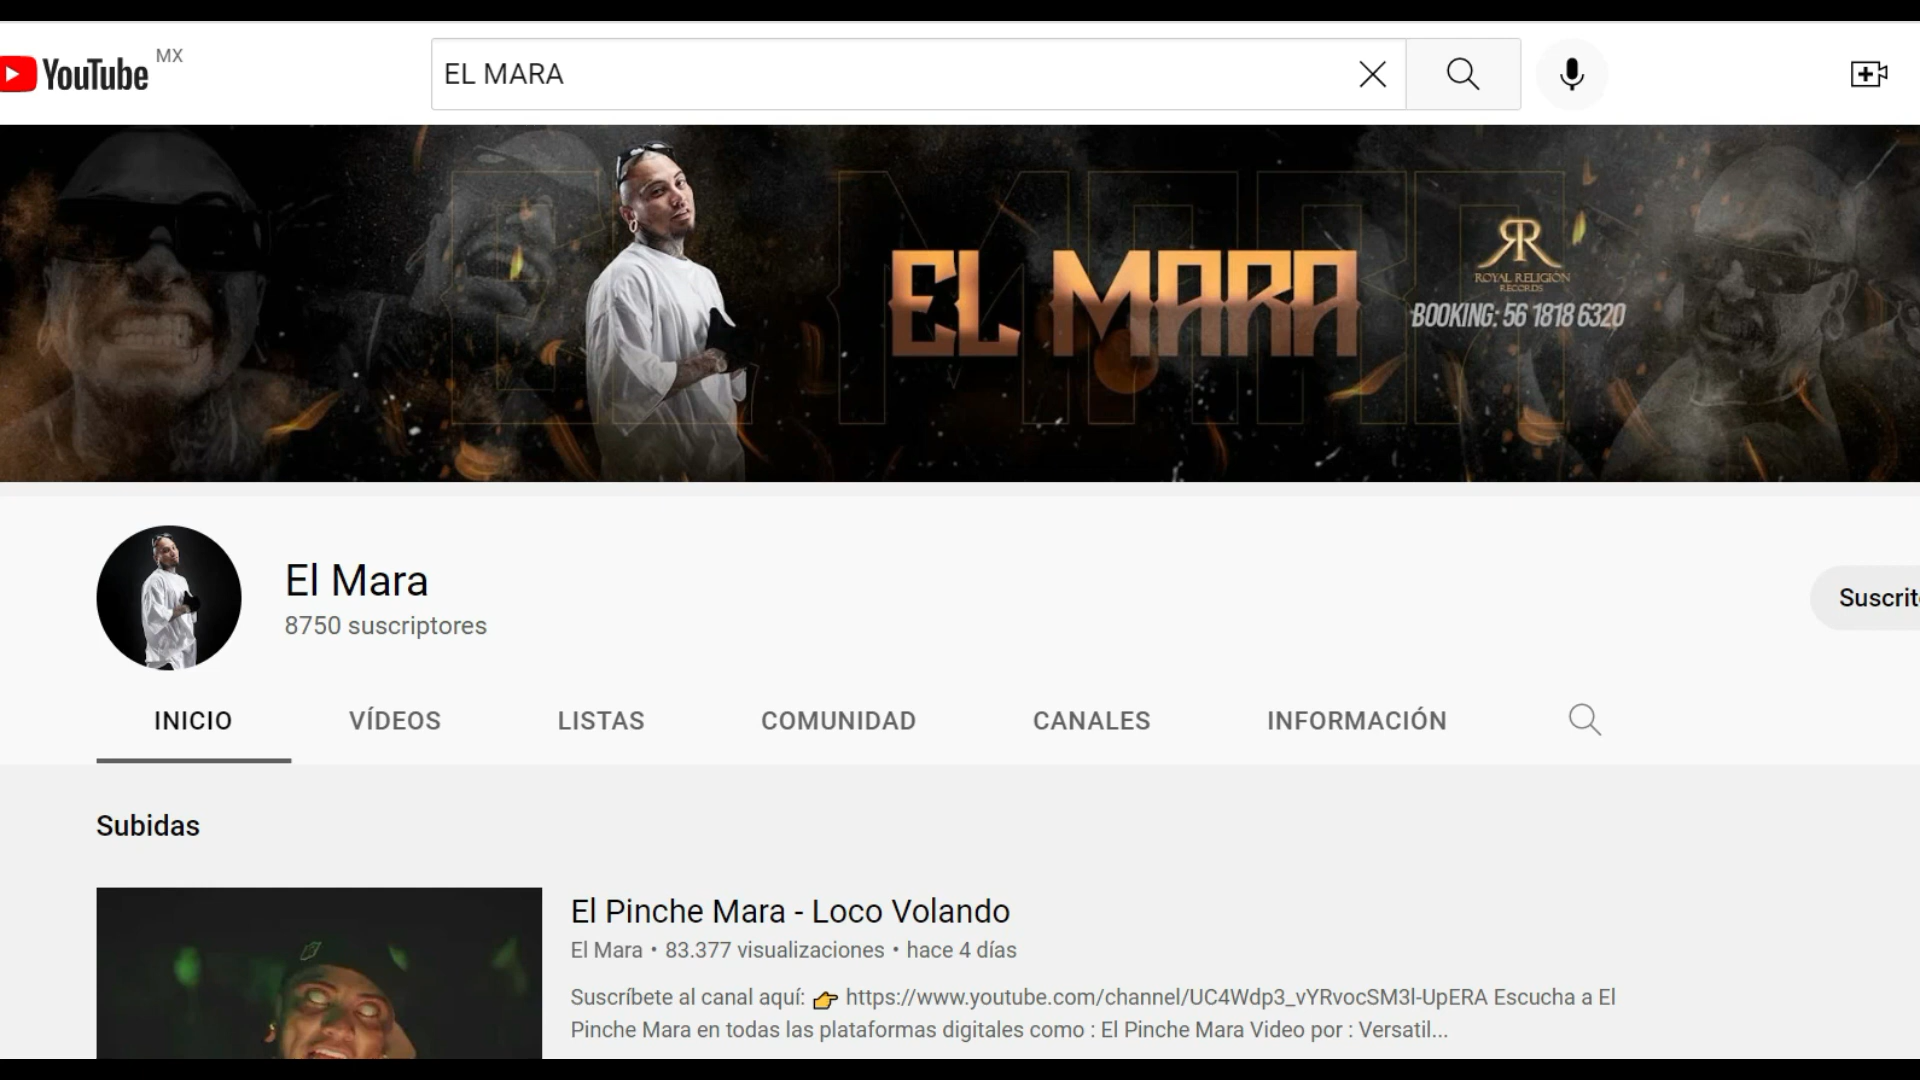 YouTube MX
EL MARA
EL MARA
RR
ROYAL RELIGIÓN
RECORDS
BOOKING: 56 1818 6320
El Mara
8750 suscriptores
Suscrit
INICIO VÍDEOS LISTAS COMUNIDAD CANALES INFORMACIÓN
Subidas
El Pinche Mara - Loco Volando
El Mara • 83.377 visualizaciones • hace 4 días
Suscríbete al canal aquí: 👉 https://www.youtube.com/channel/UC4Wdp3_vYRvocSM3l-UpERA Escucha a El
Pinche Mara en todas las plataformas digitales como : El Pinche Mara Video por : Versatil...